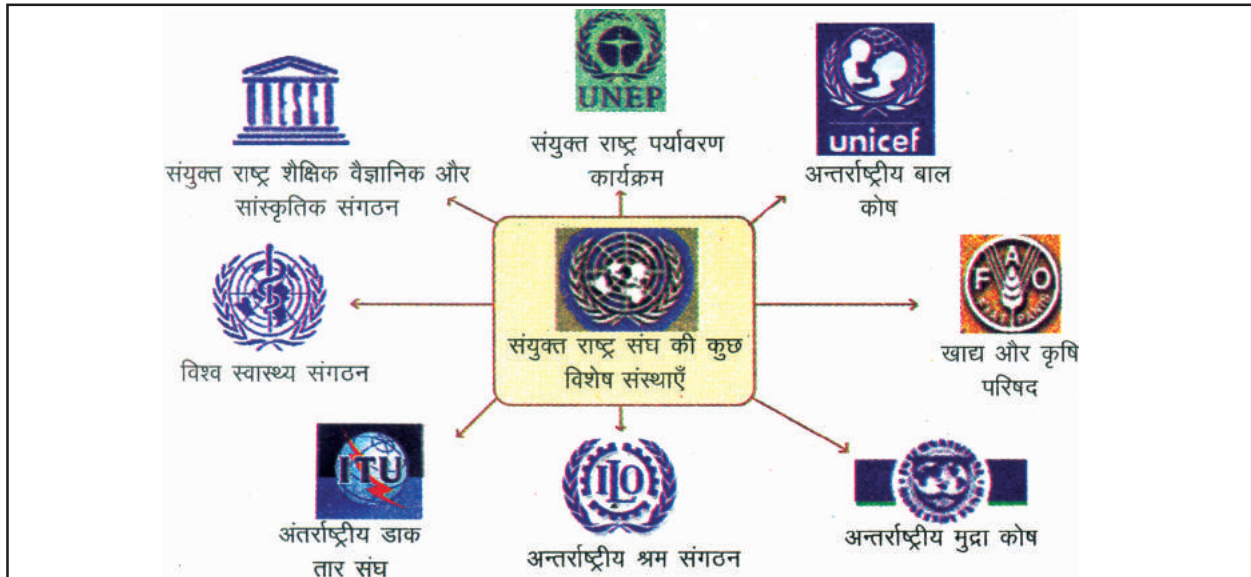 UNEP
unicef
संयुक्त राष्ट्र शैक्षिक वैज्ञानिक और
सांस्कृतिक संगठन
संयुक्त राष्ट्र पर्यावरण
कार्यक्रम
अन्तर्राष्ट्रीय बाल
कोष
संयुक्त राष्ट्र संघ की कुछ
विशेष संस्थाएँ
विश्व स्वास्थ्य संगठन
F A O
खाद्य और कृषि
परिषद
ITU
अंतर्राष्ट्रीय डाक
तार संघ
ILO
अन्तर्राष्ट्रीय श्रम संगठन
अन्तर्राष्ट्रीय मुद्रा कोष